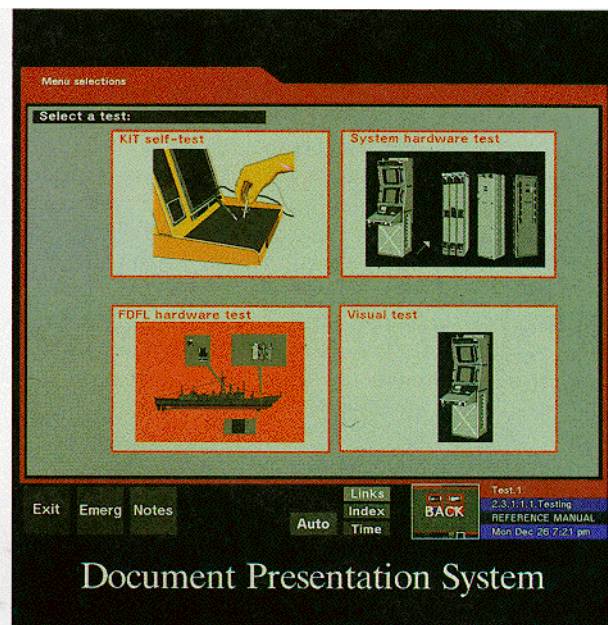 Menu selections
Select a test:
KIT self-test
System hardware test
FDFL hardware test
Visual test
Exit
Emerg
Notes
Auto
Links
Index
Time
BACK
Test.1
2.3.1.1.1.Testing
REFERENCE MANUAL
Mon Dec 26 7:21 pm
Document Presentation System